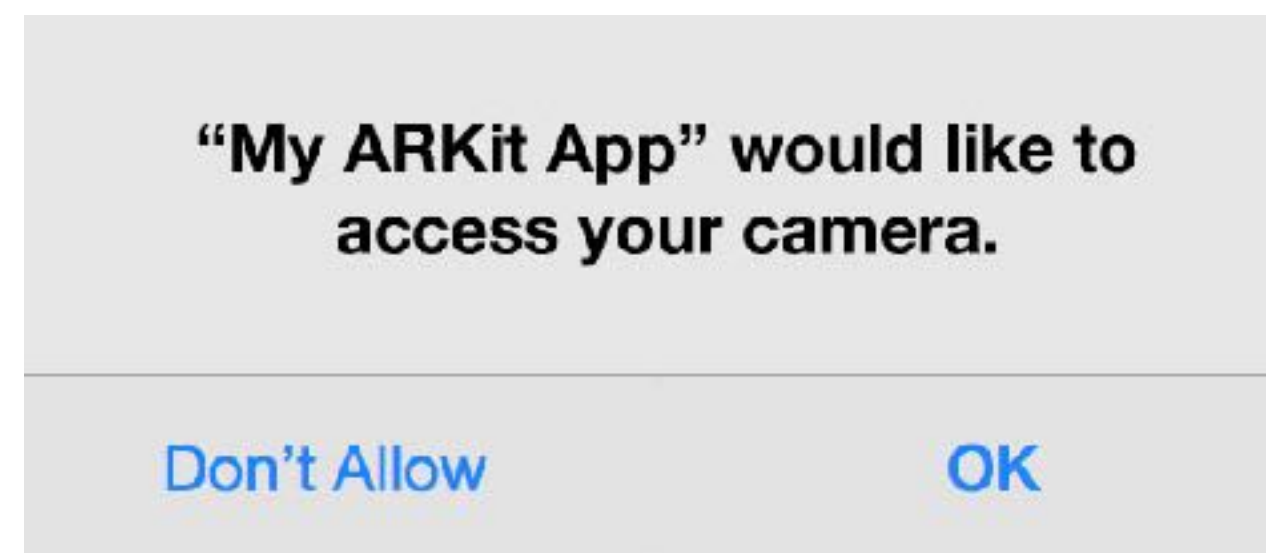 “My ARKit App” would like to
access your camera.
Don’t Allow
OK